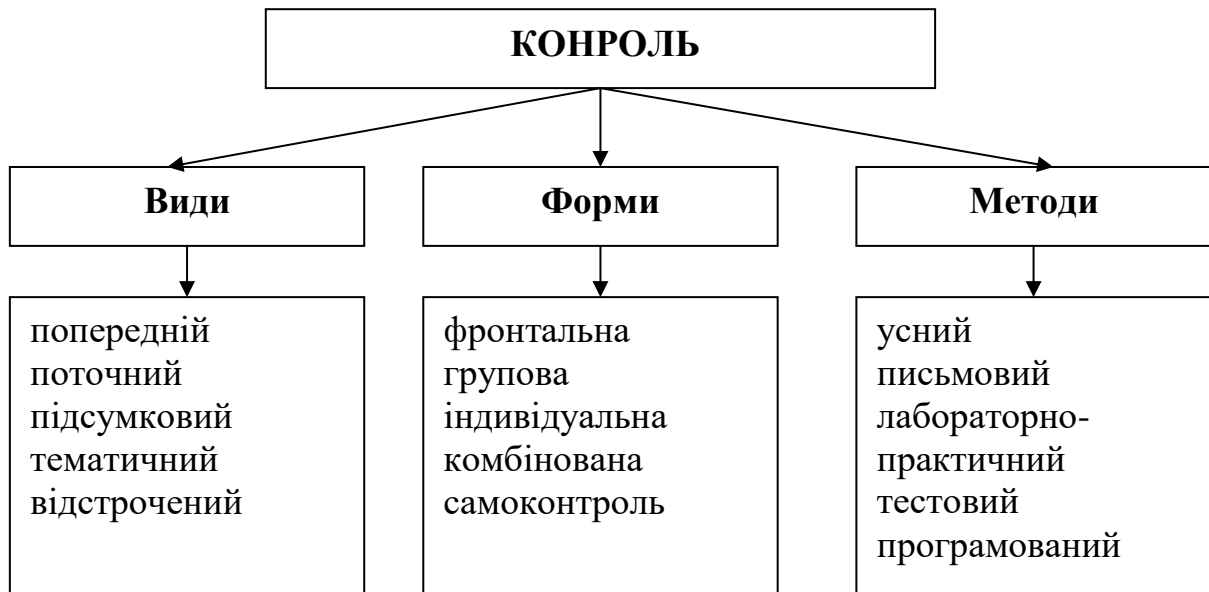 КОНРОЛЬ
Види
Форми
Методи
попередній
поточний
підсумковий
тематичний
відстрочений
фронтальна
групова
індивідуальна
комбінована
самоконтроль
усний
письмовий
лабораторно-
практичний
тестовий
програмований